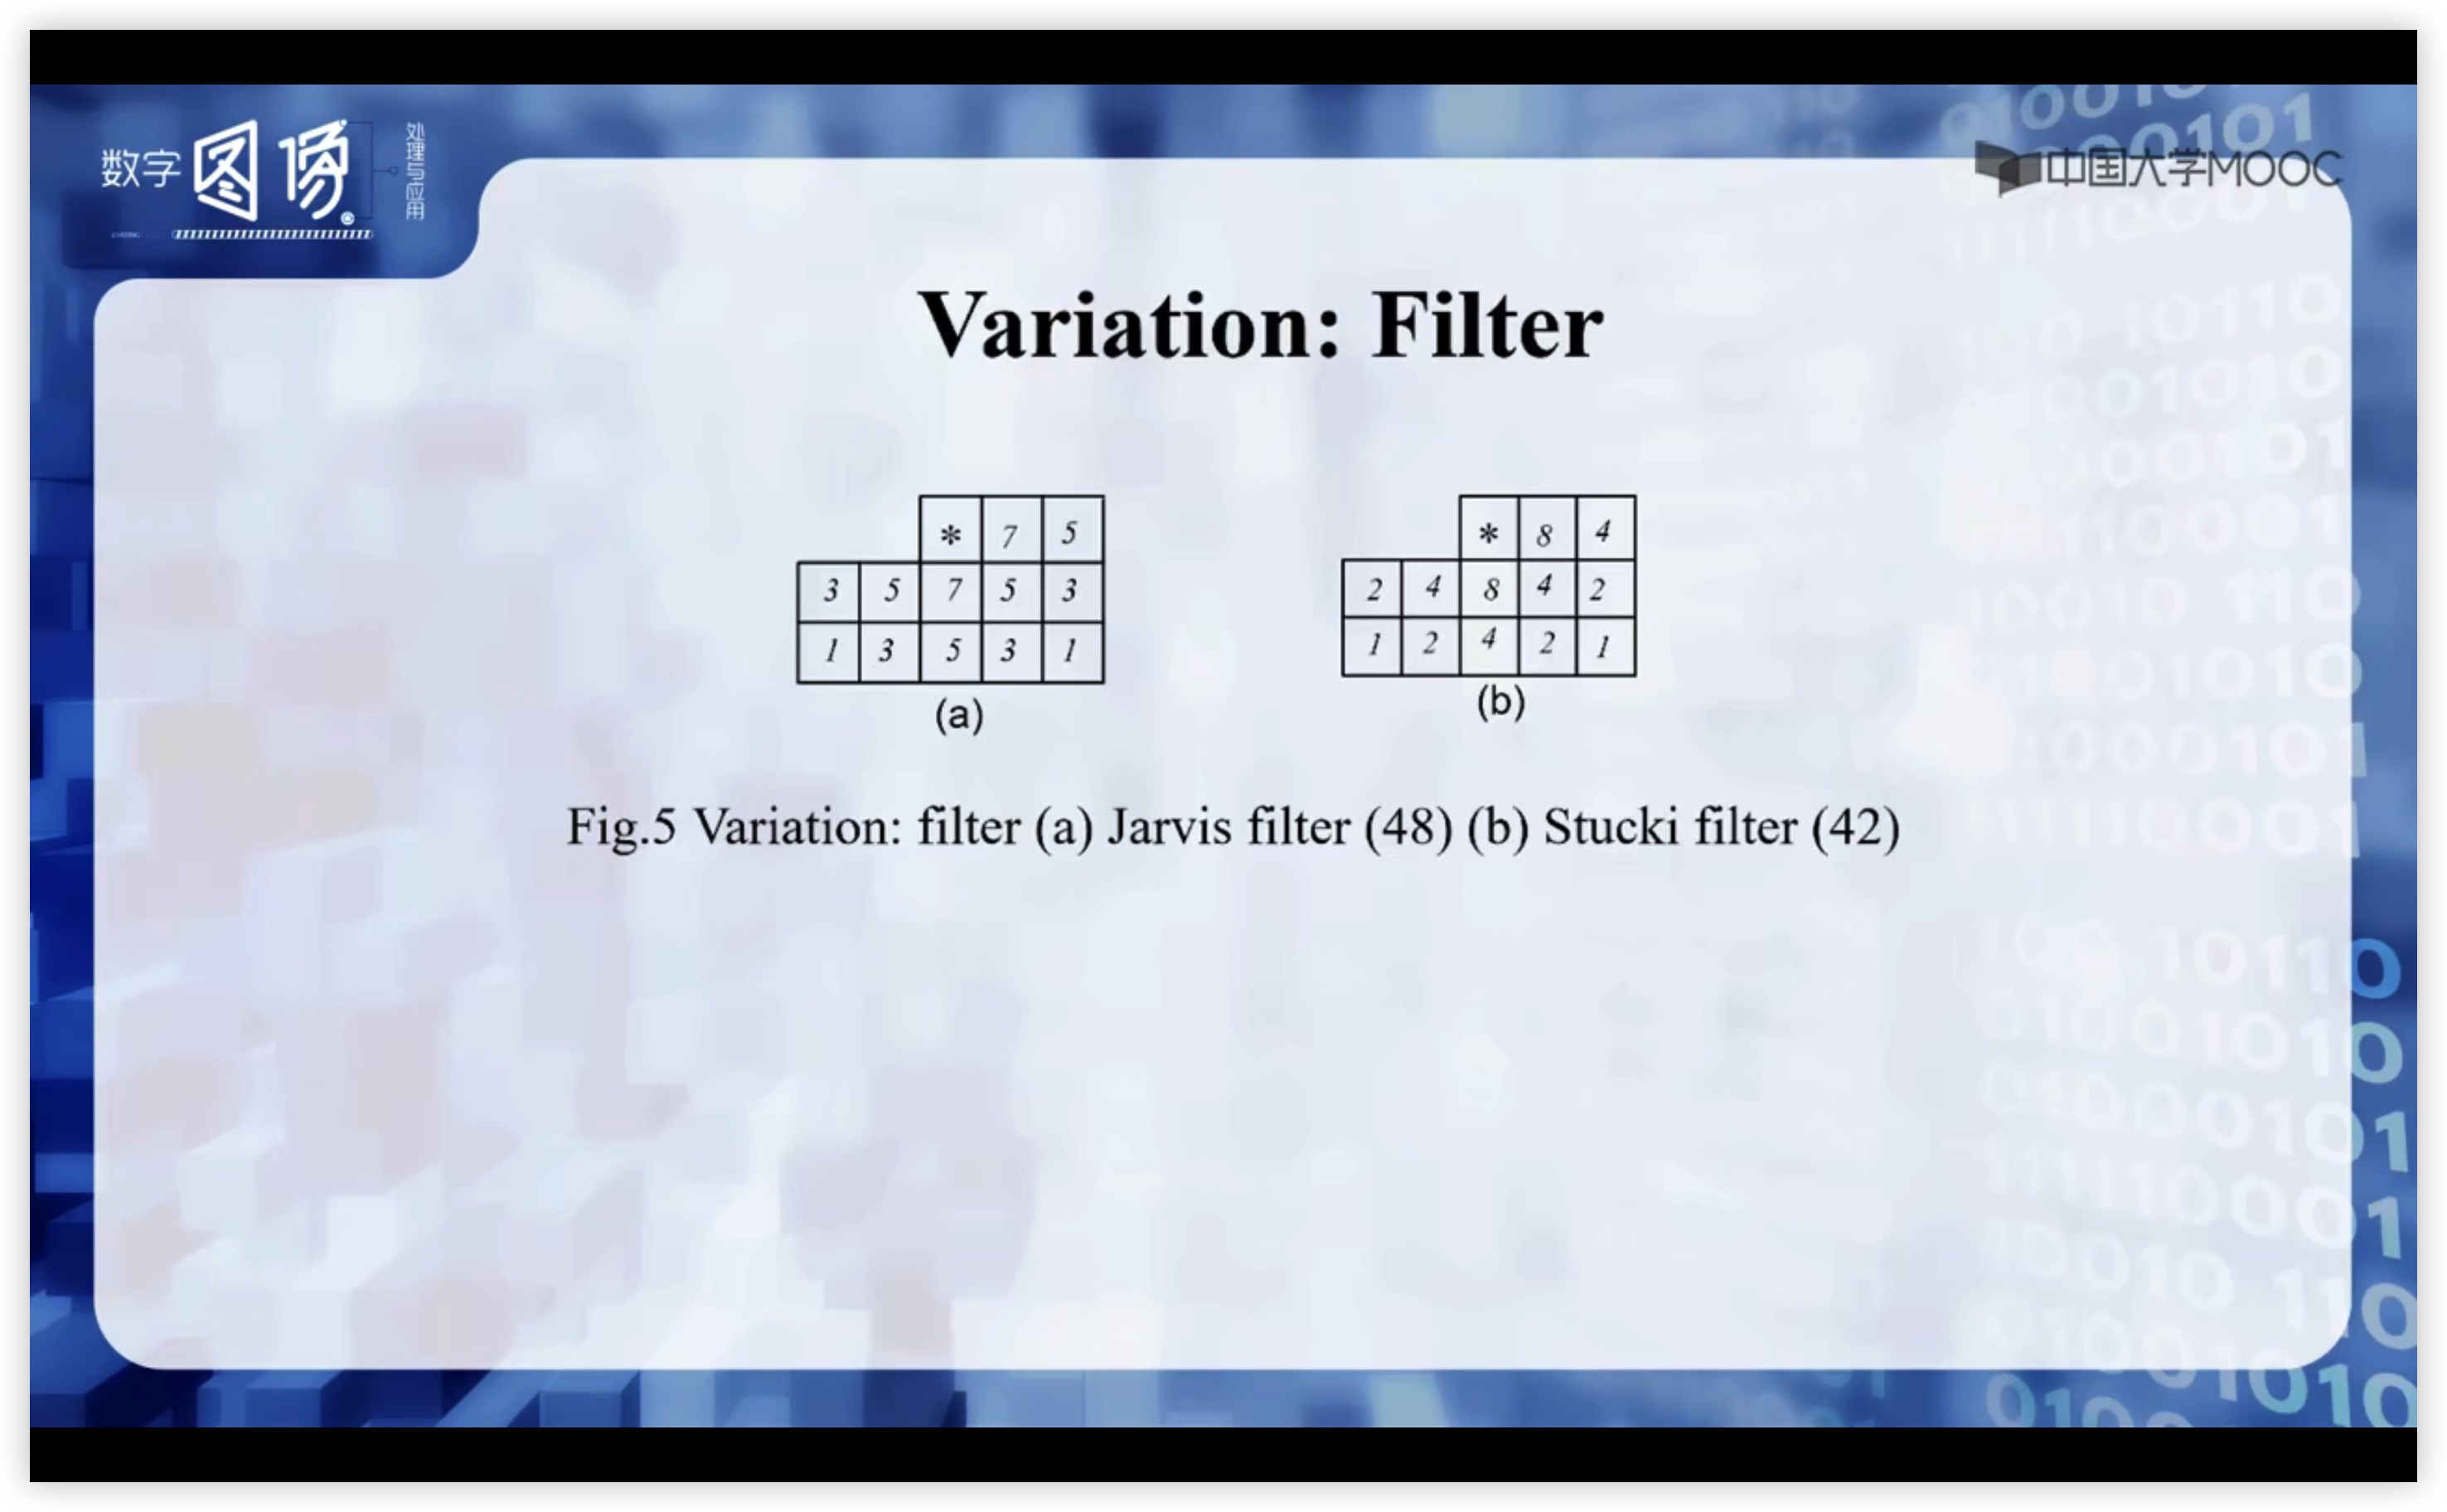 数字图像
处理与应用
中国大学MOOC
Variation: Filter
* 7 5
3 5 7 5 3
1 3 5 3 1
(a)
* 8 4
2 4 8 4 2
1 2 4 2 1
(b)
Fig.5 Variation: filter (a) Jarvis filter (48) (b) Stucki filter (42)